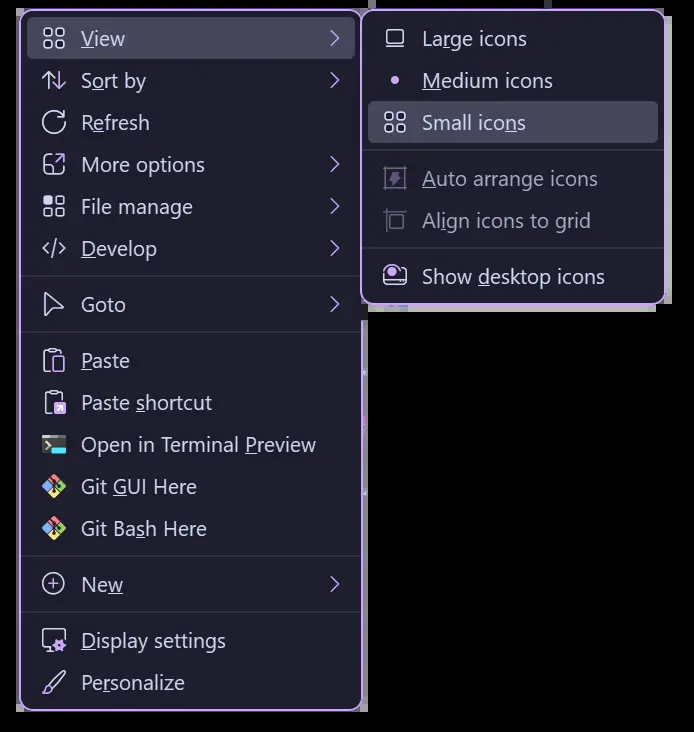 View
Sort by
Refresh
More options
File manage
Develop
Goto
Paste
Paste shortcut
Open in Terminal Preview
Git GUI Here
Git Bash Here
New
Display settings
Personalize
Large icons
Medium icons
Small icons
Auto arrange icons
Align icons to grid
Show desktop icons